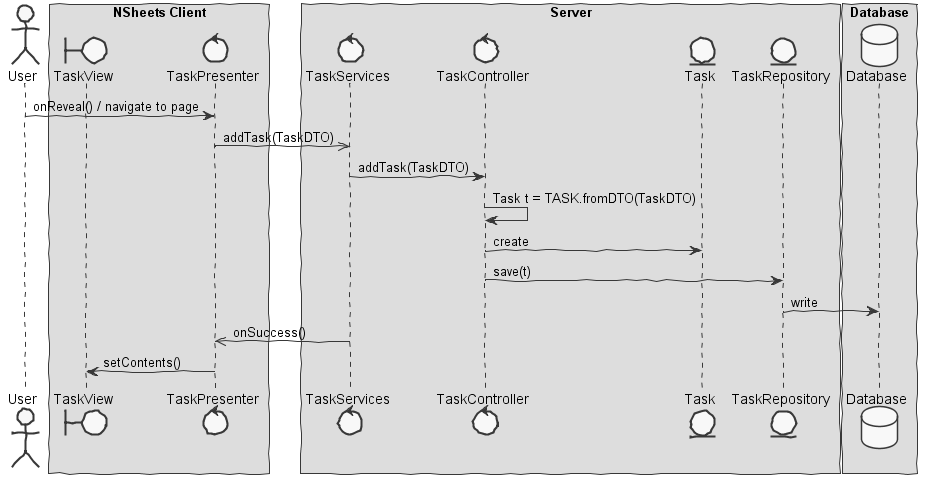 NSheets Client
Server
Database
User
TaskView
TaskPresenter
TaskServices
TaskController
Task
TaskRepository
Database
onReveal() / navigate to page
addTask(TaskDTO)
addTask(TaskDTO)
Task t = TASK.fromDTO(TaskDTO)
create
save(t)
write
onSuccess()
setContents()
User
TaskView
TaskPresenter
TaskServices
TaskController
Task
TaskRepository
Database